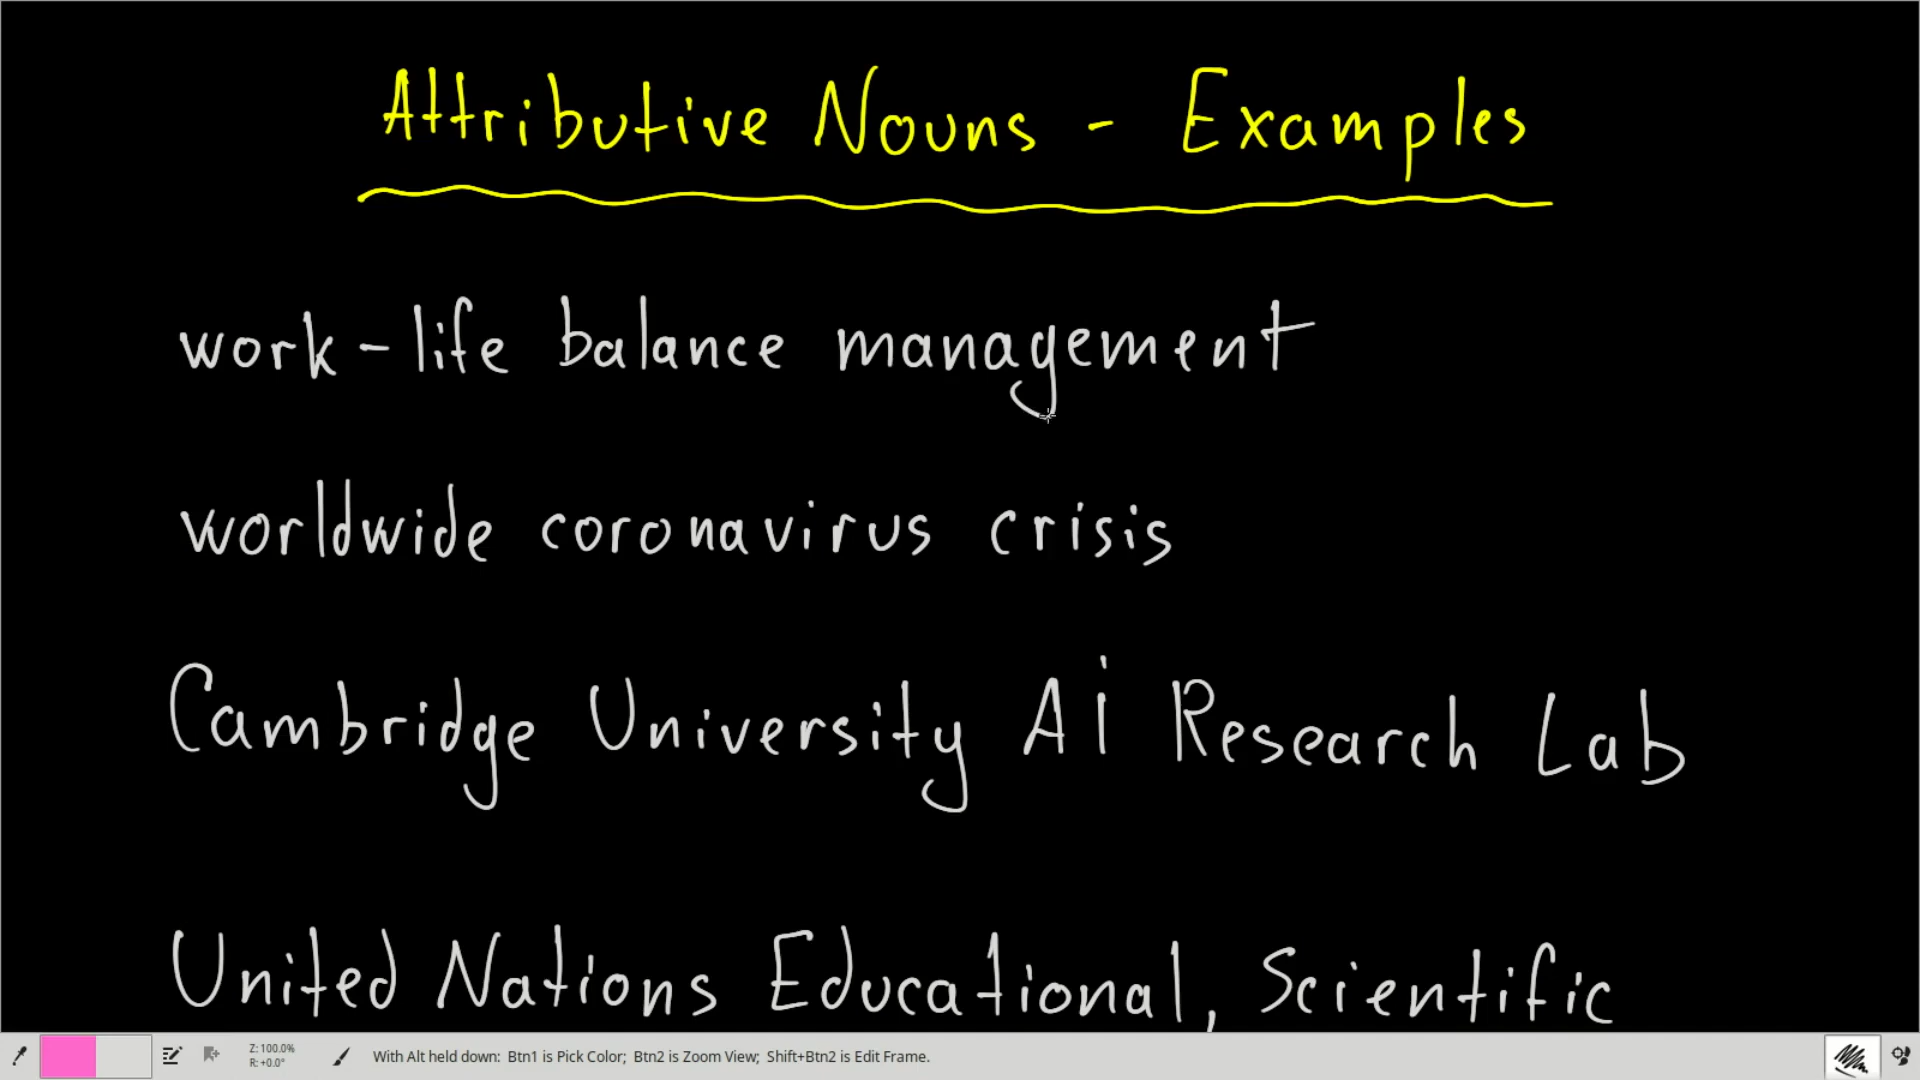 Attributive Nouns - Examples
work-life balance management
worldwide coronavirus crisis
Cambridge University AI Research Lab
United Nations Educational, Scientific
Z: 100.0%
R: +0.0°
With Alt held down: Btn1 is Pick Color; Btn2 is Zoom View; Shift+Btn2 is Edit Frame.